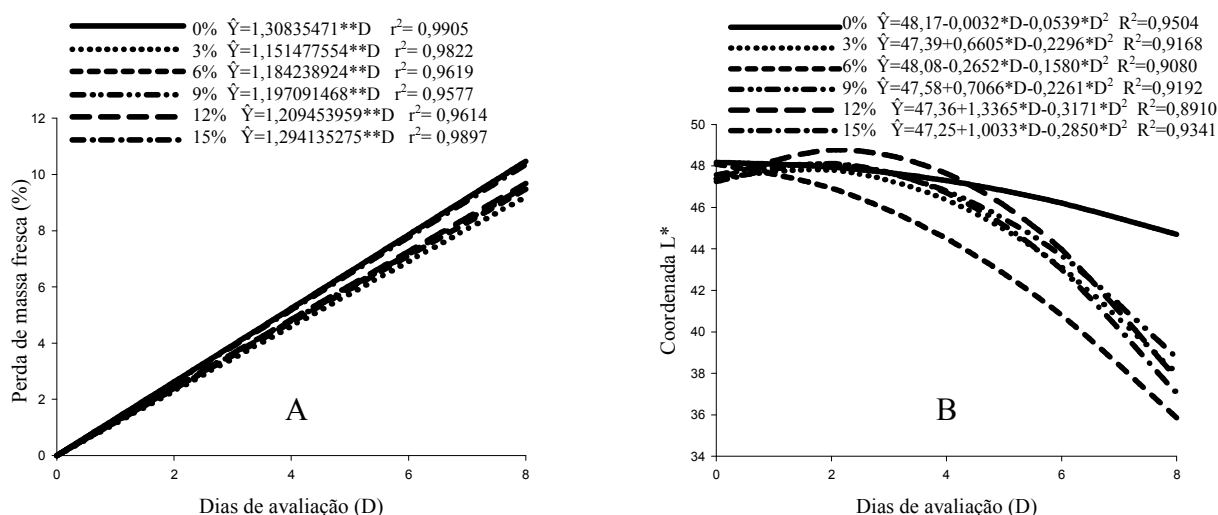 0% Ŷ=1,30835471**D r²= 0,9905
3% Ŷ=1,151477554**D r²= 0,9822
6% Ŷ=1,184238924**D r²= 0,9619
9% Ŷ=1,197091468**D r²= 0,9577
12% Ŷ=1,209453959**D r²= 0,9614
15% Ŷ=1,294135275**D r²= 0,9897
12
10
8
6
4
2
0
Perda de massa fresca (%)
A
0 2 4 6 8
Dias de avaliação (D)
0% Ŷ=48,17-0,0032*D-0,0539*D² R²=0,9504
3% Ŷ=47,39+0,6605*D-0,2296*D² R²=0,9168
6% Ŷ=48,08-0,2652*D-0,1580*D² R²=0,9080
9% Ŷ=47,58+0,7066*D-0,2261*D² R²=0,9192
12% Ŷ=47,36+1,3365*D-0,3171*D² R²=0,8910
15% Ŷ=47,25+1,0033*D-0,2850*D² R²=0,9341
50
48
46
44
42
40
38
36
34
Coordenada L*
B
0 2 4 6 8
Dias de avaliação (D)